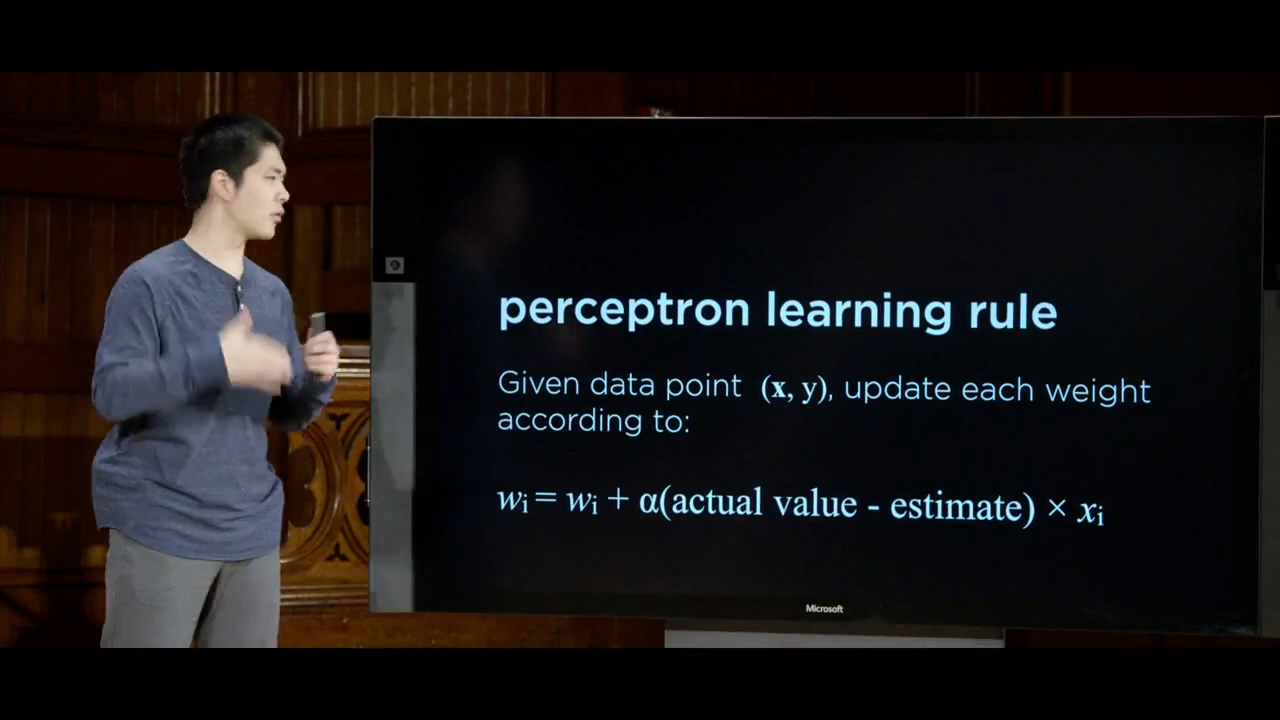 perceptron learning rule
Given data point (x, y), update each weight
according to:
wᵢ = wᵢ + α(actual value - estimate) × xᵢ
Microsoft